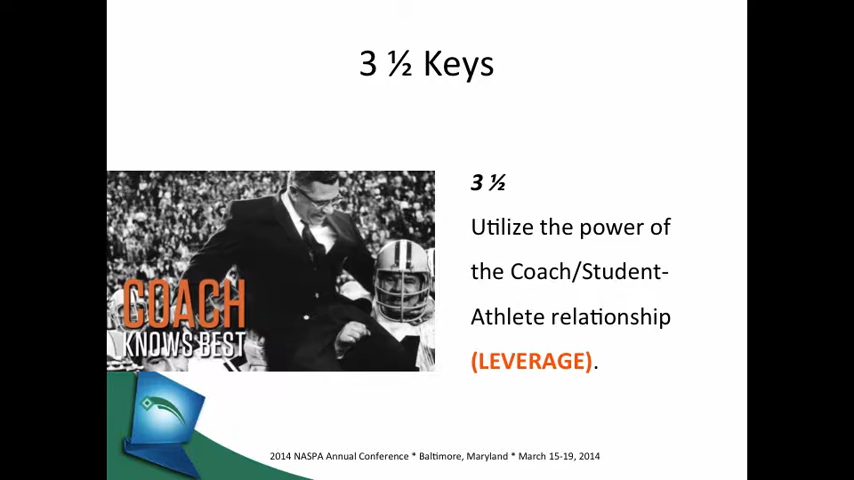 3 ½ Keys
3 ½
Utilize the power of
the Coach/Student-
Athlete relationship
(LEVERAGE).
COACH
KNOWS BEST
2014 NASPA Annual Conference * Baltimore, Maryland * March 15-19, 2014